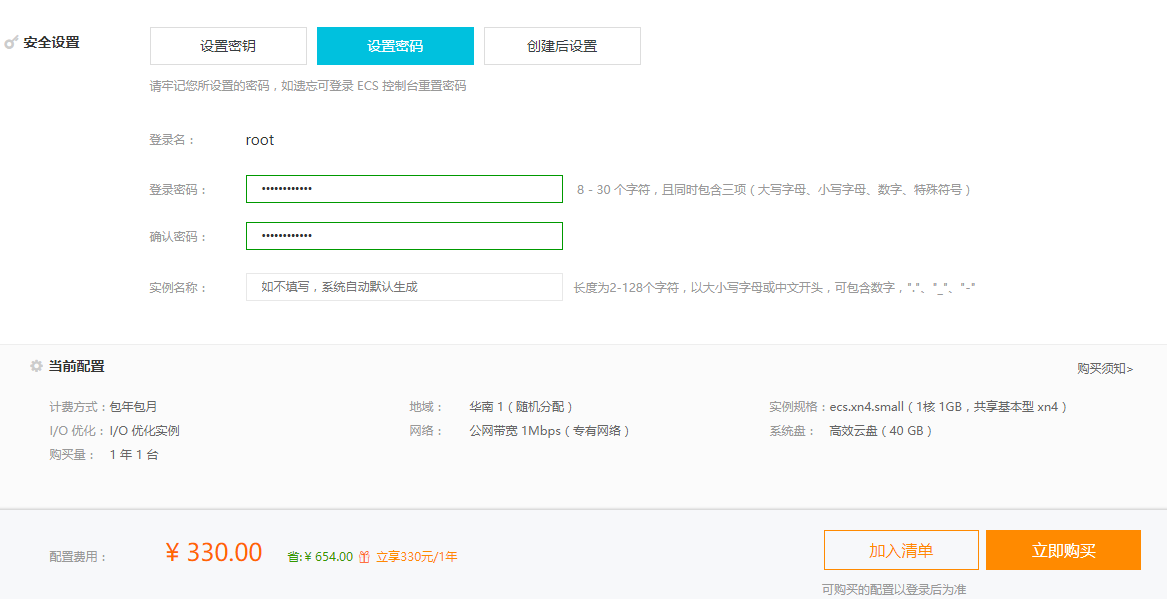 安全设置
设置密钥 设置密码 创建后设置
请牢记您所设置的密码，如遗忘可登录 ECS 控制台重置密码
登录名： root
登录密码： •••••••••••• 8 - 30 个字符，且同时包含三项（大写字母、小写字母、数字、特殊符号）
确认密码： ••••••••••••
实例名称： 如不填写，系统自动默认生成 长度为2-128个字符，以大小写字母或中文开头，可包含数字，"."、"_"、"-"
当前配置 购买须知>
计费方式：包年包月 地域： 华南 1（随机分配） 实例规格：ecs.xn4.small（1核 1GB，共享基本型 xn4）
I/O 优化：I/O 优化实例 网络： 公网带宽 1Mbps（专有网络） 系统盘： 高效云盘（40 GB）
购买量： 1 年 1 台
配置费用： ¥ 330.00 省:¥ 654.00 立享330元/1年 加入清单 立即购买
可购买的配置以登录后为准